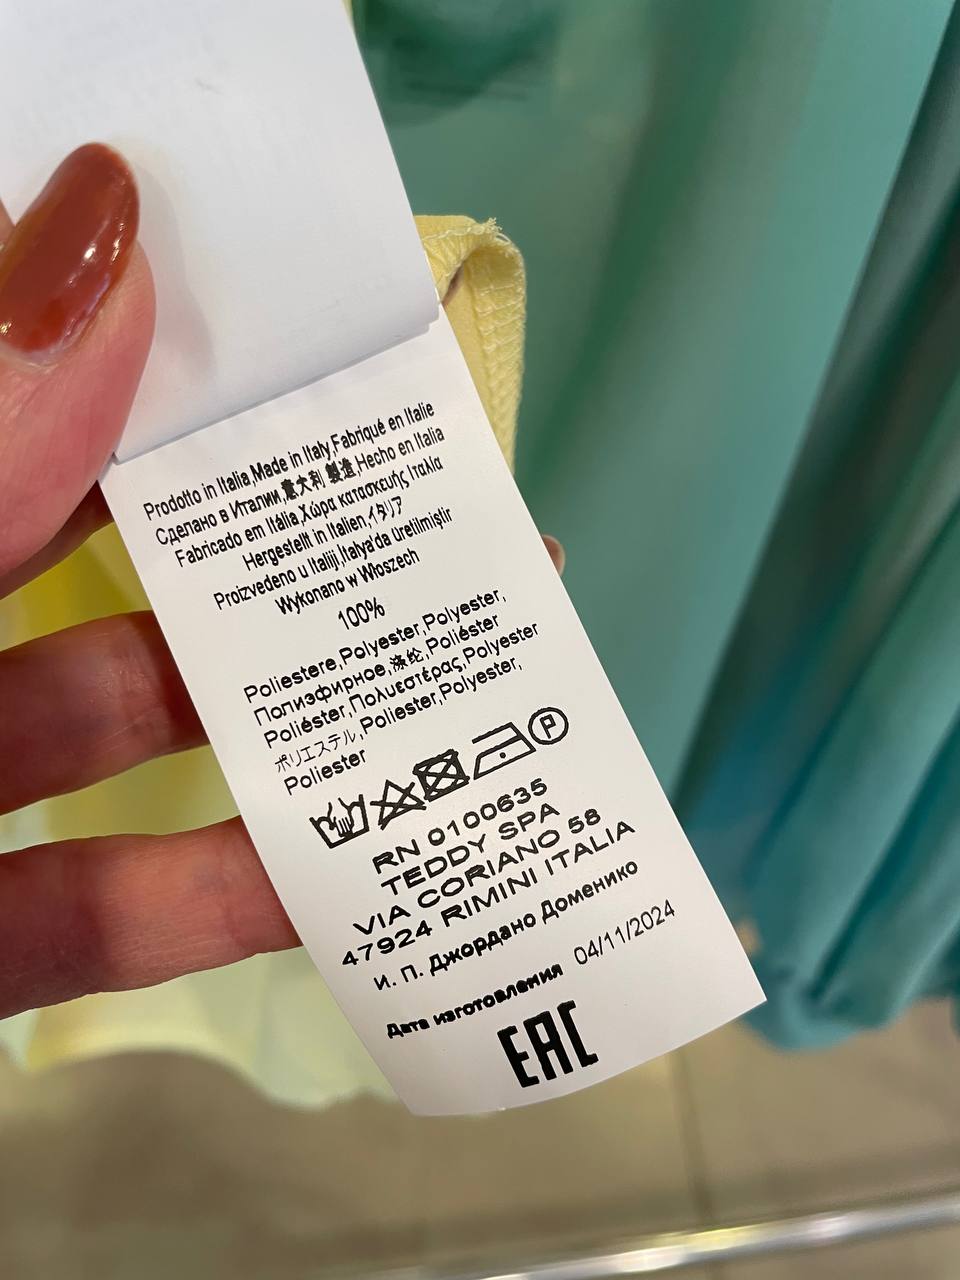 Prodotto in Italia,Made in Italy,Fabriqué en Italie
Сделано в Италии,意大利 製造,Hecho en Italia
Fabricado em Itália,Χώρα κατασκευής Ιταλία
Hergestellt in Italien,イタリア
Proizvedeno u Italiji,İtalya'da üretilmiştir
Wykonano w Włoszech
100%
Poliestere,Polyester,Polyester,
Полиэфирное,涤纶,Poliéster
Poliéster,Πολυεστέρας,Polyester
ポリエステル,Poliester,Polyester,
Poliester
P
RN 0100635
TEDDY SPA
VIA CORIANO 58
47924 RIMINI ITALIA
И. П. Джордано Доменико
Дата изготовления 04/11/2024
EAC